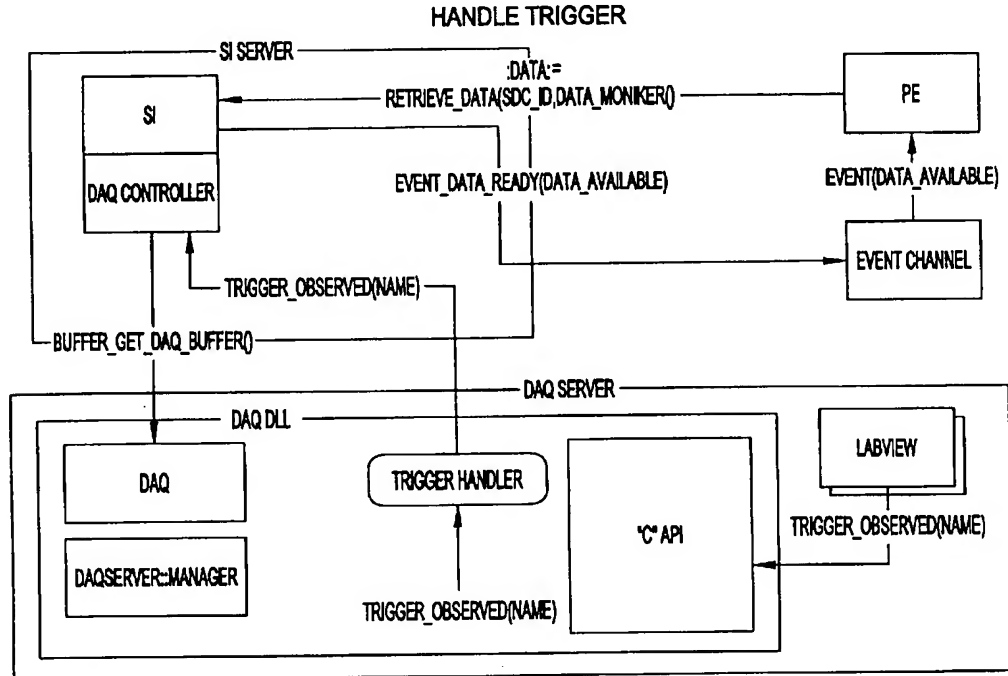 HANDLE TRIGGER
SI SERVER
:DATA:=
RETRIEVE_DATA(SDC_ID,DATA_MONIKER()
SI
PE
DAQ CONTROLLER
EVENT_DATA_READY(DATA_AVAILABLE)
EVENT(DATA_AVAILABLE)
EVENT CHANNEL
TRIGGER_OBSERVED(NAME)
BUFFER_GET_DAQ_BUFFER()
DAQ SERVER
DAQ DLL
LABVIEW
DAQ
TRIGGER HANDLER
"C" API
TRIGGER_OBSERVED(NAME)
DAQSERVER::MANAGER
TRIGGER_OBSERVED(NAME)